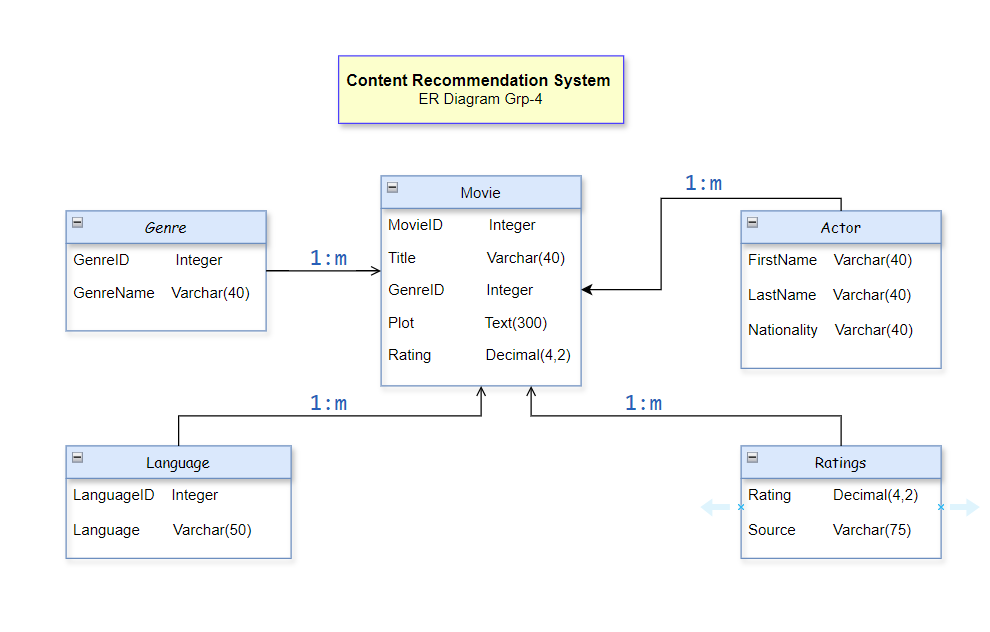 Content Recommendation System
ER Diagram Grp-4
Movie
MovieID Integer
Title Varchar(40)
GenreID Integer
Plot Text(300)
Rating Decimal(4,2)
1:m
Genre
GenreID Integer
GenreName Varchar(40)
1:m
Actor
FirstName Varchar(40)
LastName Varchar(40)
Nationality Varchar(40)
1:m
1:m
Language
LanguageID Integer
Language Varchar(50)
Ratings
Rating Decimal(4,2)
Source Varchar(75)